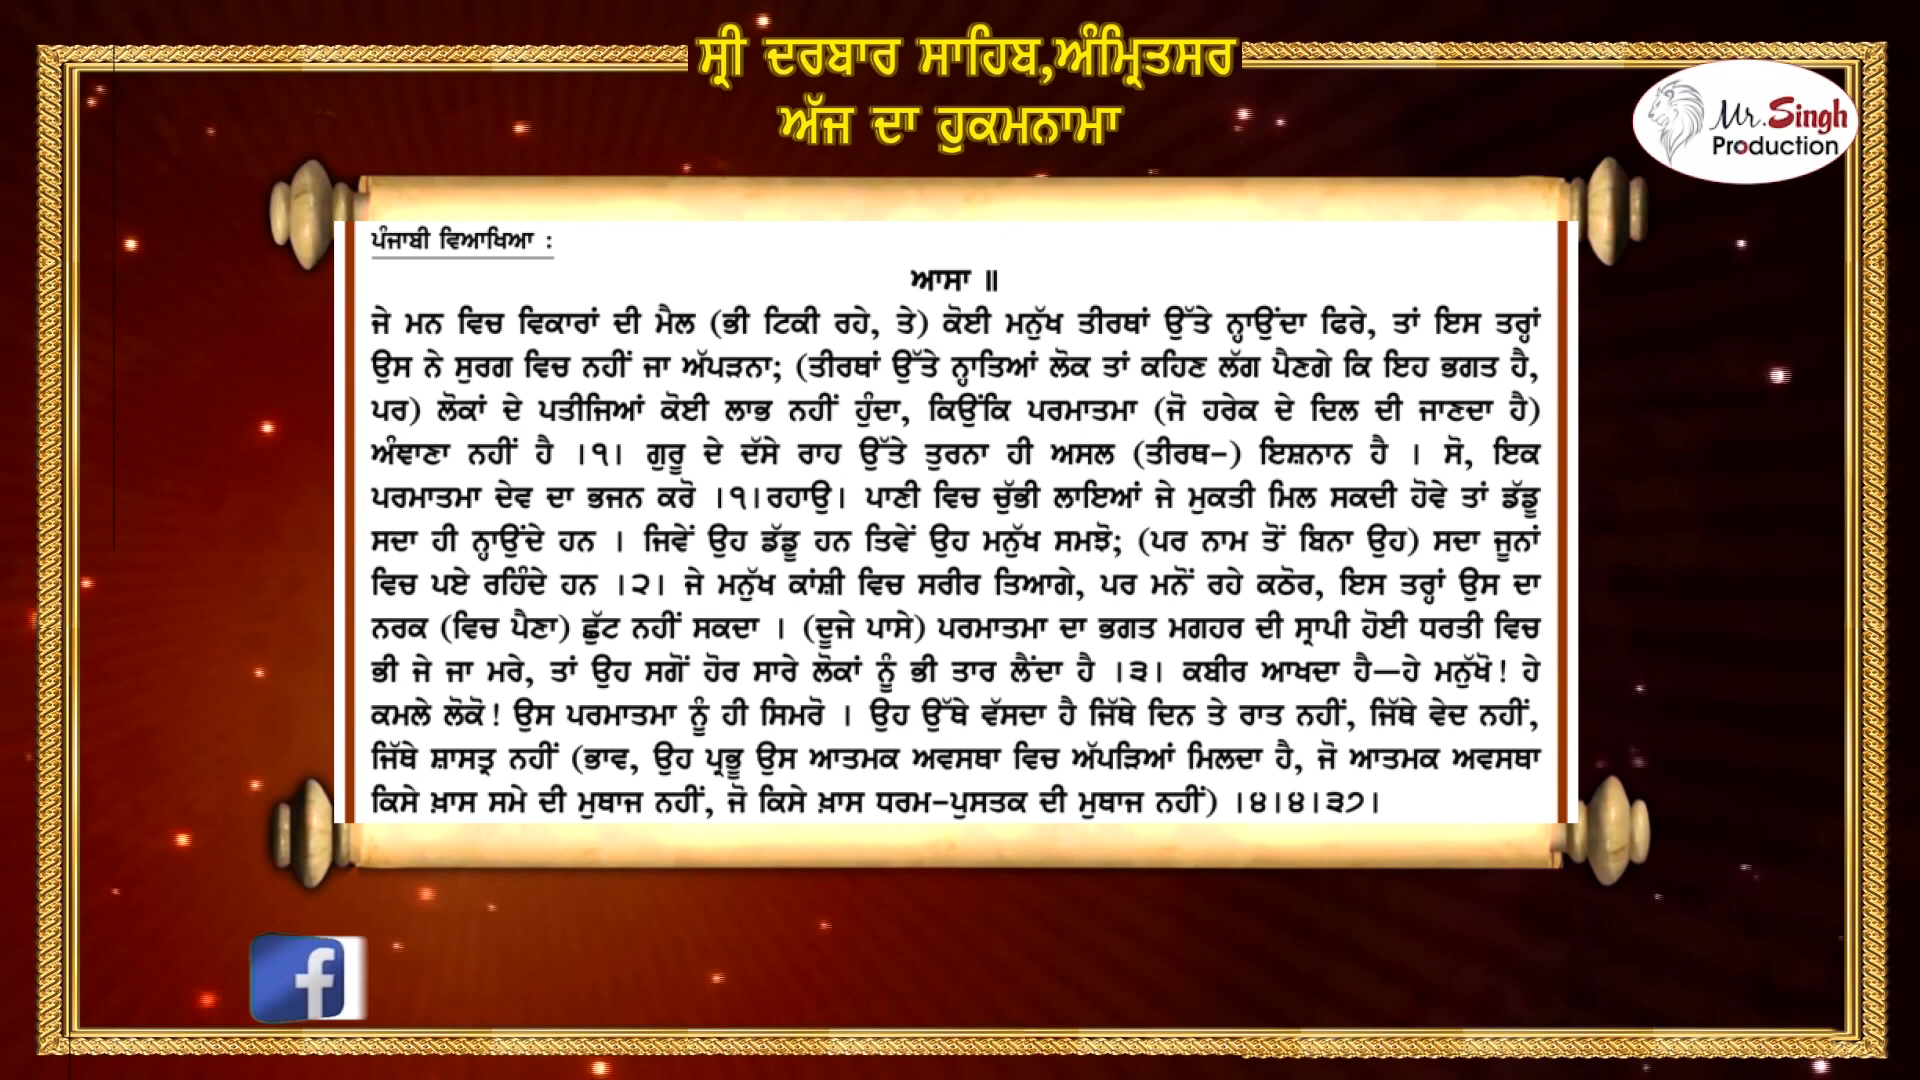 ਸ੍ਰੀ ਦਰਬਾਰ ਸਾਹਿਬ,ਅੰਮ੍ਰਿਤਸਰ
ਅੱਜ ਦਾ ਹੁਕਮਨਾਮਾ
Mr.Singh
Production
ਪੰਜਾਬੀ ਵਿਆਖਿਆ :
ਆਸਾ ॥
ਜੇ ਮਨ ਵਿਚ ਵਿਕਾਰਾਂ ਦੀ ਮੈਲ (ਭੀ ਟਿਕੀ ਰਹੇ, ਤੇ) ਕੋਈ ਮਨੁੱਖ ਤੀਰਥਾਂ ਉੱਤੇ ਨ੍ਹਾਉਂਦਾ ਫਿਰੇ, ਤਾਂ ਇਸ ਤਰ੍ਹਾਂ
ਉਸ ਨੇ ਸੁਰਗ ਵਿਚ ਨਹੀਂ ਜਾ ਅੱਪੜਨਾ; (ਤੀਰਥਾਂ ਉੱਤੇ ਨ੍ਹਾਤਿਆਂ ਲੋਕ ਤਾਂ ਕਹਿਣ ਲੱਗ ਪੈਣਗੇ ਕਿ ਇਹ ਭਗਤ ਹੈ,
ਪਰ) ਲੋਕਾਂ ਦੇ ਪਤੀਜਿਆਂ ਕੋਈ ਲਾਭ ਨਹੀਂ ਹੁੰਦਾ, ਕਿਉਂਕਿ ਪਰਮਾਤਮਾ (ਜੋ ਹਰੇਕ ਦੇ ਦਿਲ ਦੀ ਜਾਣਦਾ ਹੈ)
ਅੰਞਾਣਾ ਨਹੀਂ ਹੈ ।੧। ਗੁਰੂ ਦੇ ਦੱਸੇ ਰਾਹ ਉੱਤੇ ਤੁਰਨਾ ਹੀ ਅਸਲ (ਤੀਰਥ-) ਇਸ਼ਨਾਨ ਹੈ । ਸੋ, ਇਕ
ਪਰਮਾਤਮਾ ਦੇਵ ਦਾ ਭਜਨ ਕਰੋ ।੧।ਰਹਾਉ। ਪਾਣੀ ਵਿਚ ਚੁੱਭੀ ਲਾਇਆਂ ਜੇ ਮੁਕਤੀ ਮਿਲ ਸਕਦੀ ਹੋਵੇ ਤਾਂ ਡੱਡੂ
ਸਦਾ ਹੀ ਨ੍ਹਾਉਂਦੇ ਹਨ । ਜਿਵੇਂ ਉਹ ਡੱਡੂ ਹਨ ਤਿਵੇਂ ਉਹ ਮਨੁੱਖ ਸਮਝੋ; (ਪਰ ਨਾਮ ਤੋਂ ਬਿਨਾ ਉਹ) ਸਦਾ ਜੂਨਾਂ
ਵਿਚ ਪਏ ਰਹਿੰਦੇ ਹਨ ।੨। ਜੇ ਮਨੁੱਖ ਕਾਂਸ਼ੀ ਵਿਚ ਸਰੀਰ ਤਿਆਗੇ, ਪਰ ਮਨੋਂ ਰਹੇ ਕਠੋਰ, ਇਸ ਤਰ੍ਹਾਂ ਉਸ ਦਾ
ਨਰਕ (ਵਿਚ ਪੈਣਾ) ਛੁੱਟ ਨਹੀਂ ਸਕਦਾ । (ਦੂਜੇ ਪਾਸੇ) ਪਰਮਾਤਮਾ ਦਾ ਭਗਤ ਮਗਹਰ ਦੀ ਸ੍ਰਾਪੀ ਹੋਈ ਧਰਤੀ ਵਿਚ
ਭੀ ਜੇ ਜਾ ਮਰੇ, ਤਾਂ ਉਹ ਸਗੋਂ ਹੋਰ ਸਾਰੇ ਲੋਕਾਂ ਨੂੰ ਭੀ ਤਾਰ ਲੈਂਦਾ ਹੈ ।੩। ਕਬੀਰ ਆਖਦਾ ਹੈ—ਹੇ ਮਨੁੱਖੋ! ਹੇ
ਕਮਲੇ ਲੋਕੋ! ਉਸ ਪਰਮਾਤਮਾ ਨੂੰ ਹੀ ਸਿਮਰੋ । ਉਹ ਉੱਥੇ ਵੱਸਦਾ ਹੈ ਜਿੱਥੇ ਦਿਨ ਤੇ ਰਾਤ ਨਹੀਂ, ਜਿੱਥੇ ਵੇਦ ਨਹੀਂ,
ਜਿੱਥੇ ਸ਼ਾਸਤ੍ਰ ਨਹੀਂ (ਭਾਵ, ਉਹ ਪ੍ਰਭੂ ਉਸ ਆਤਮਕ ਅਵਸਥਾ ਵਿਚ ਅੱਪੜਿਆਂ ਮਿਲਦਾ ਹੈ, ਜੋ ਆਤਮਕ ਅਵਸਥਾ
ਕਿਸੇ ਖ਼ਾਸ ਸਮੇ ਦੀ ਮੁਥਾਜ ਨਹੀਂ, ਜੋ ਕਿਸੇ ਖ਼ਾਸ ਧਰਮ-ਪੁਸਤਕ ਦੀ ਮੁਥਾਜ ਨਹੀਂ) ।੪।੪।੩੭।
f